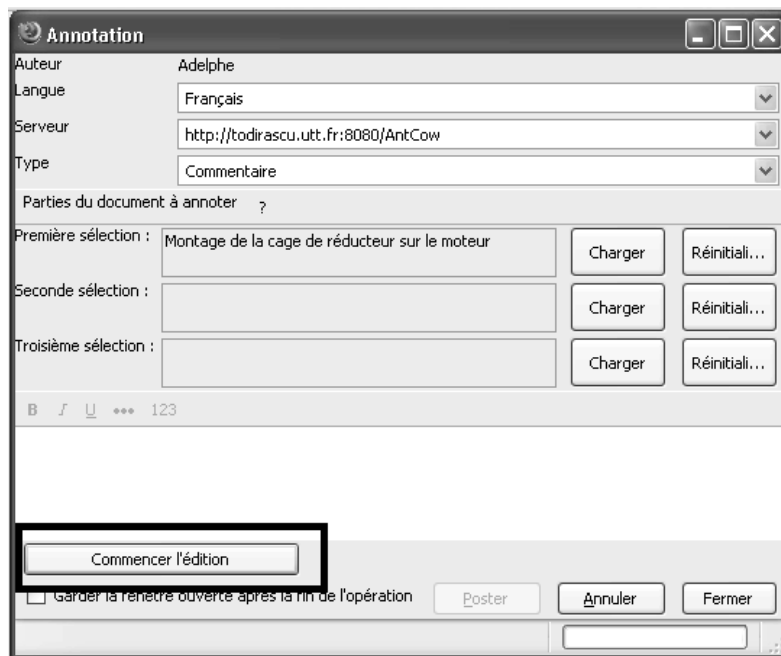 Annotation
Auteur Adelphe
Langue Français
Serveur http://todirascu.utt.fr:8080/AntCow
Type Commentaire
Parties du document à annoter ?
Première sélection : Montage de la cage de réducteur sur le moteur Charger Réinitiali...
Seconde sélection : Charger Réinitiali...
Troisième sélection : Charger Réinitiali...
B I U ●●● 123
Commencer l'édition
Garder la fenêtre ouverte après la fin de l'opération Poster Annuler Fermer